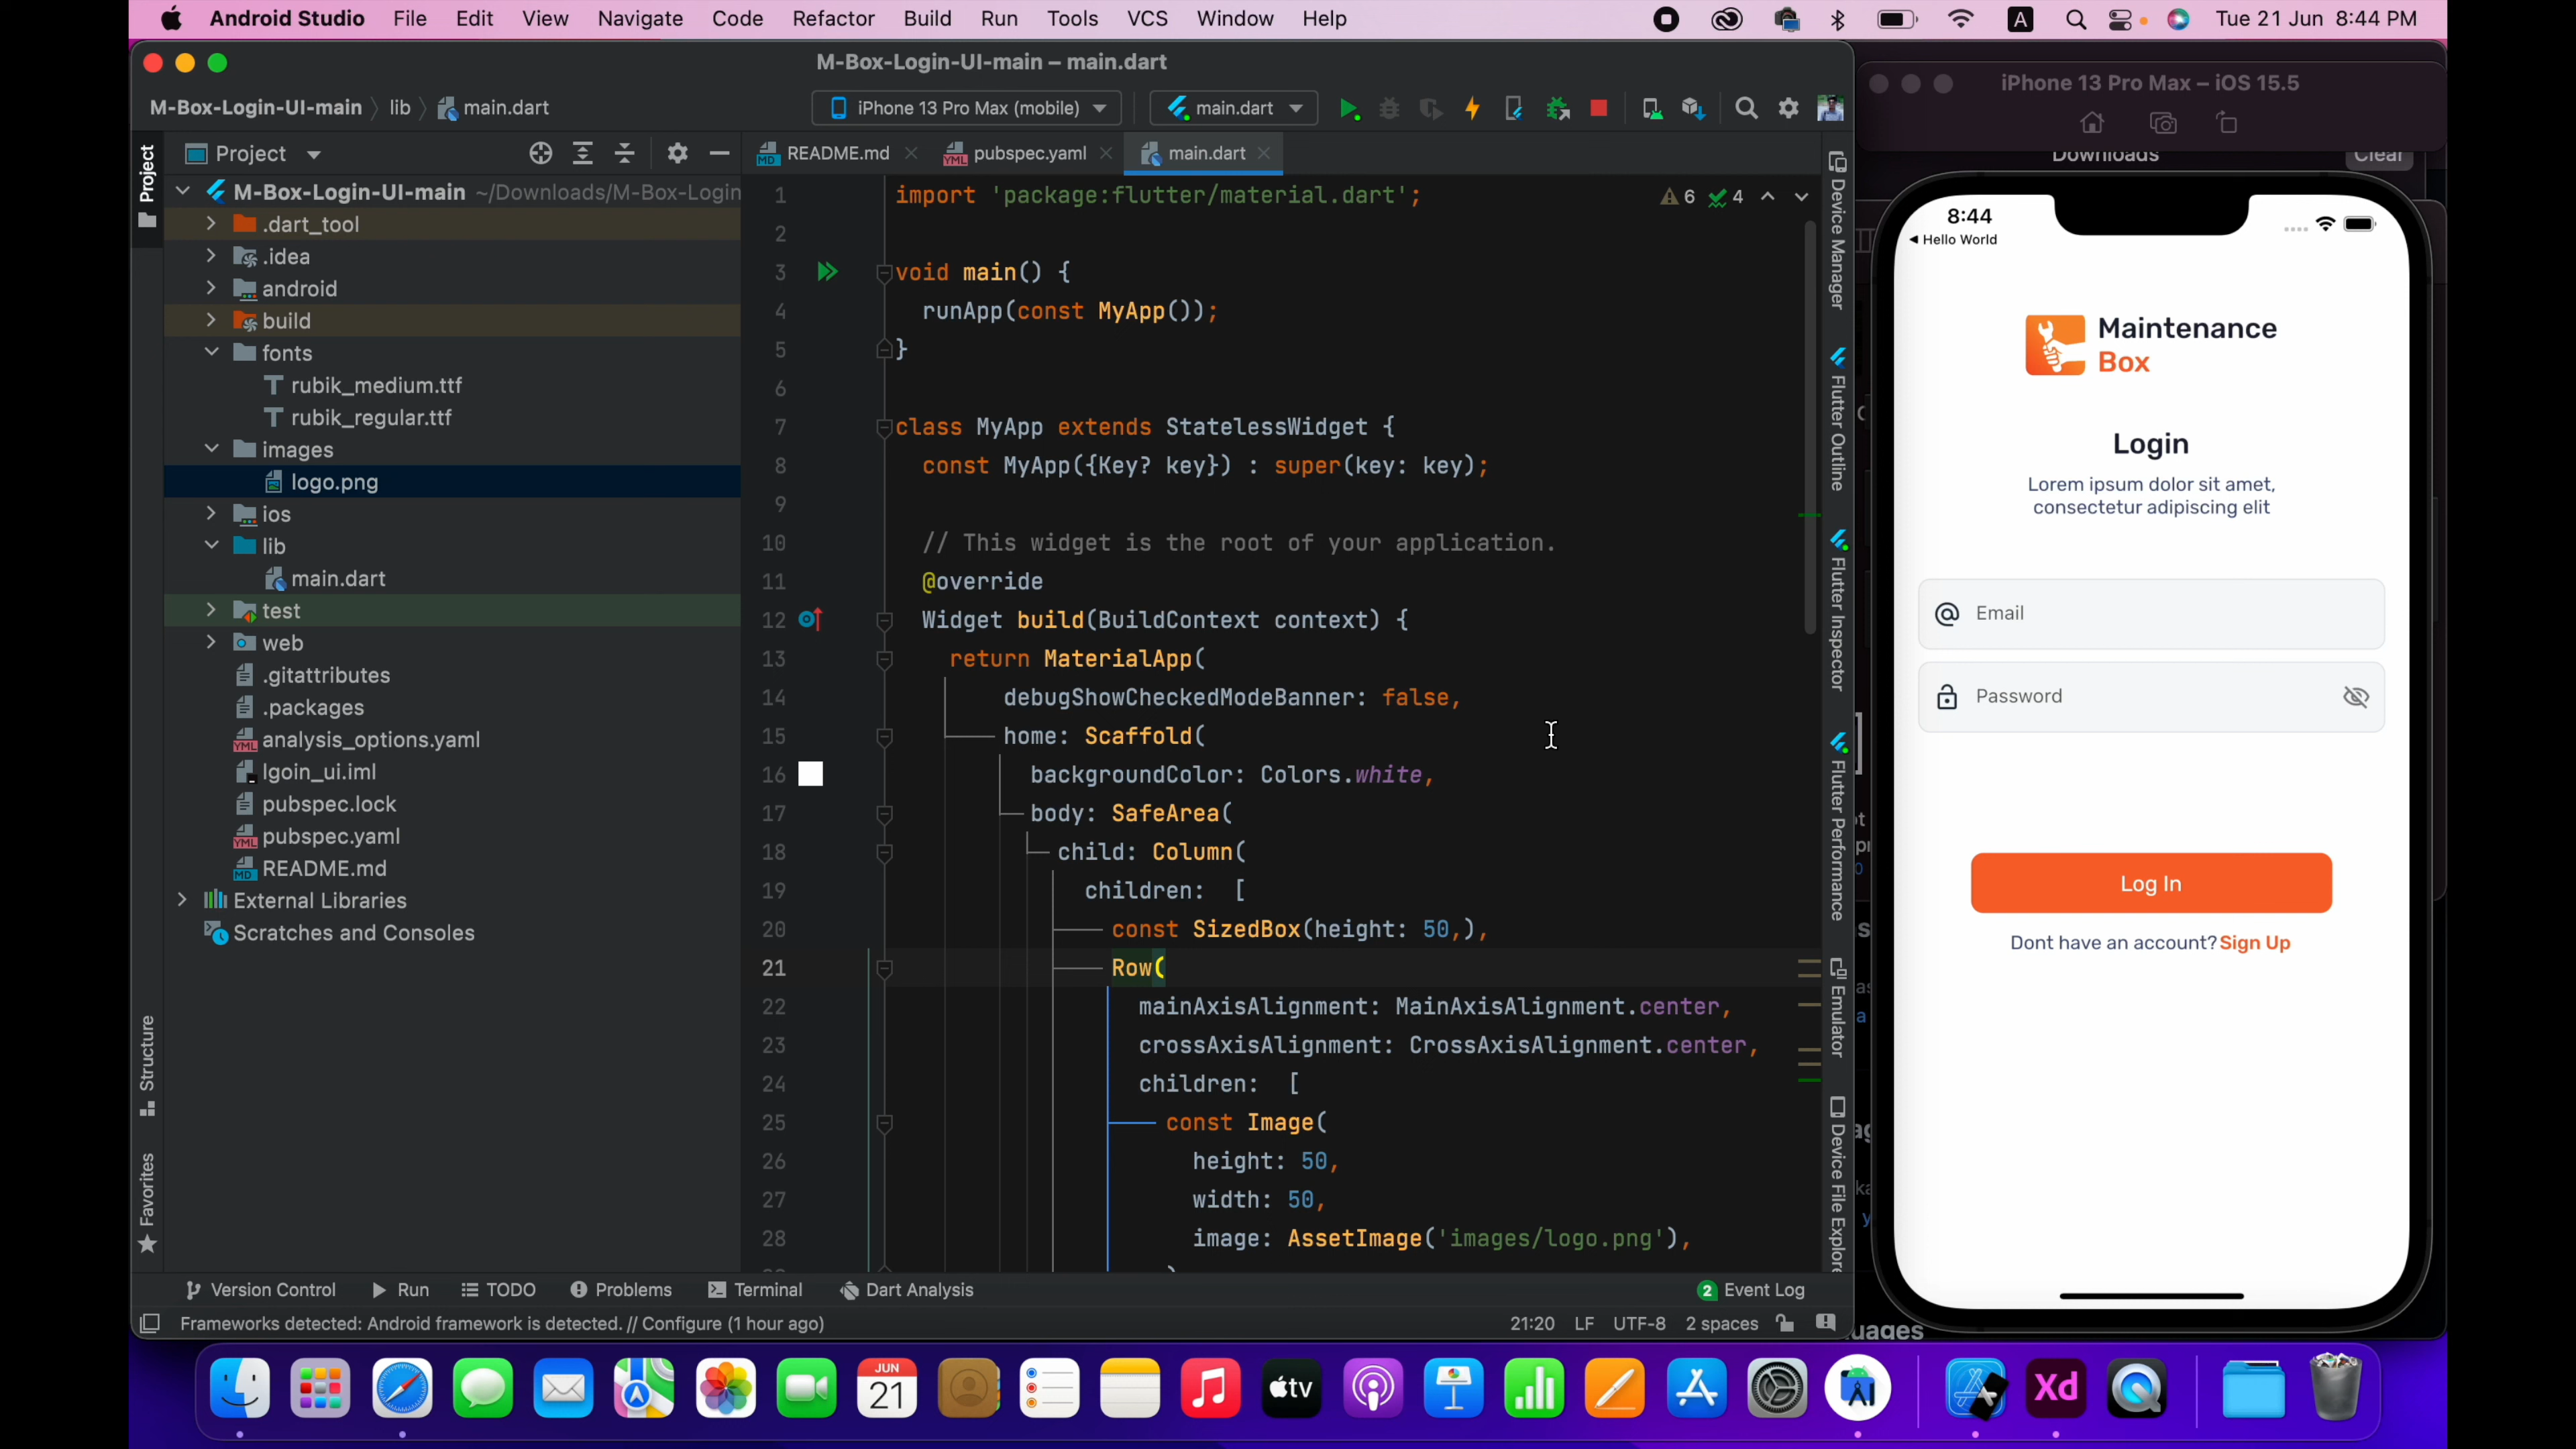 Android Studio File Edit View Navigate Code Refactor Build Run Tools VCS Window Help
A Tue 21 Jun 8:44 PM
M-Box-Login-UI-main – main.dart
M-Box-Login-UI-main lib main.dart
iPhone 13 Pro Max (mobile) main.dart
Project
README.md pubspec.yaml main.dart
Project
M-Box-Login-UI-main ~/Downloads/M-Box-Login
.dart_tool
.idea
android
build
fonts
rubik_medium.ttf
rubik_regular.ttf
images
logo.png
ios
lib
main.dart
test
web
.gitattributes
.packages
analysis_options.yaml
lgoin_ui.iml
pubspec.lock
pubspec.yaml
README.md
External Libraries
Scratches and Consoles
Structure
Favorites
6 4
1 import 'package:flutter/material.dart';
2
3 void main() {
4 runApp(const MyApp());
5 }
6
7 class MyApp extends StatelessWidget {
8 const MyApp({Key? key}) : super(key: key);
9
10 // This widget is the root of your application.
11 @override
12 Widget build(BuildContext context) {
13 return MaterialApp(
14 debugShowCheckedModeBanner: false,
15 home: Scaffold(
16 backgroundColor: Colors.white,
17 body: SafeArea(
18 child: Column(
19 children: [
20 const SizedBox(height: 50,),
21 Row(
22 mainAxisAlignment: MainAxisAlignment.center,
23 crossAxisAlignment: CrossAxisAlignment.center,
24 children: [
25 const Image(
26 height: 50,
27 width: 50,
28 image: AssetImage('images/logo.png'),
Device Manager
Flutter Outline
Flutter Inspector
Flutter Performance
Emulator
Device File Explore
Version Control Run TODO Problems Terminal Dart Analysis 2 Event Log
Frameworks detected: Android framework is detected. // Configure (1 hour ago) 21:20 LF UTF-8 2 spaces
iPhone 13 Pro Max – iOS 15.5
Downloads Clear
8:44
Hello World
Maintenance
Box
Login
Lorem ipsum dolor sit amet,
consectetur adipiscing elit
Email
Password
Log In
Dont have an account? Sign Up
uages
JUN
21
tv
Xd